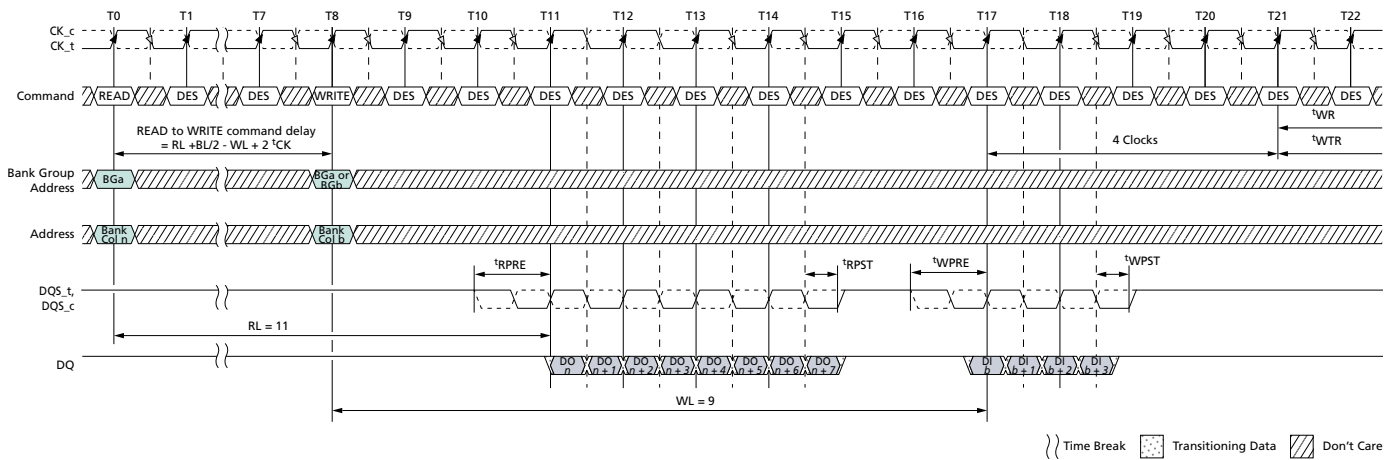 T0 T1 T7 T8 T9 T10 T11 T12 T13 T14 T15 T16 T17 T18 T19 T20 T21 T22
CK_c
CK_t
Command READ DES DES WRITE DES DES DES DES DES DES DES DES DES DES DES DES DES DES
tWR
READ to WRITE command delay
= RL +BL/2 - WL + 2 tCK
4 Clocks
tWTR
Bank Group
Address
BGa
BGa or
BGb
Address
Bank
Col n
Bank
Col b
tRPRE tRPST tWPRE tWPST
DQS_t,
DQS_c
RL = 11
DQ
DO
n
DO
n + 1
DO
n + 2
DO
n + 3
DO
n + 4
DO
n + 5
DO
n + 6
DO
n + 7
DI
b
DI
b + 1
DI
b + 2
DI
b + 3
WL = 9
Time Break Transitioning Data Don't Care